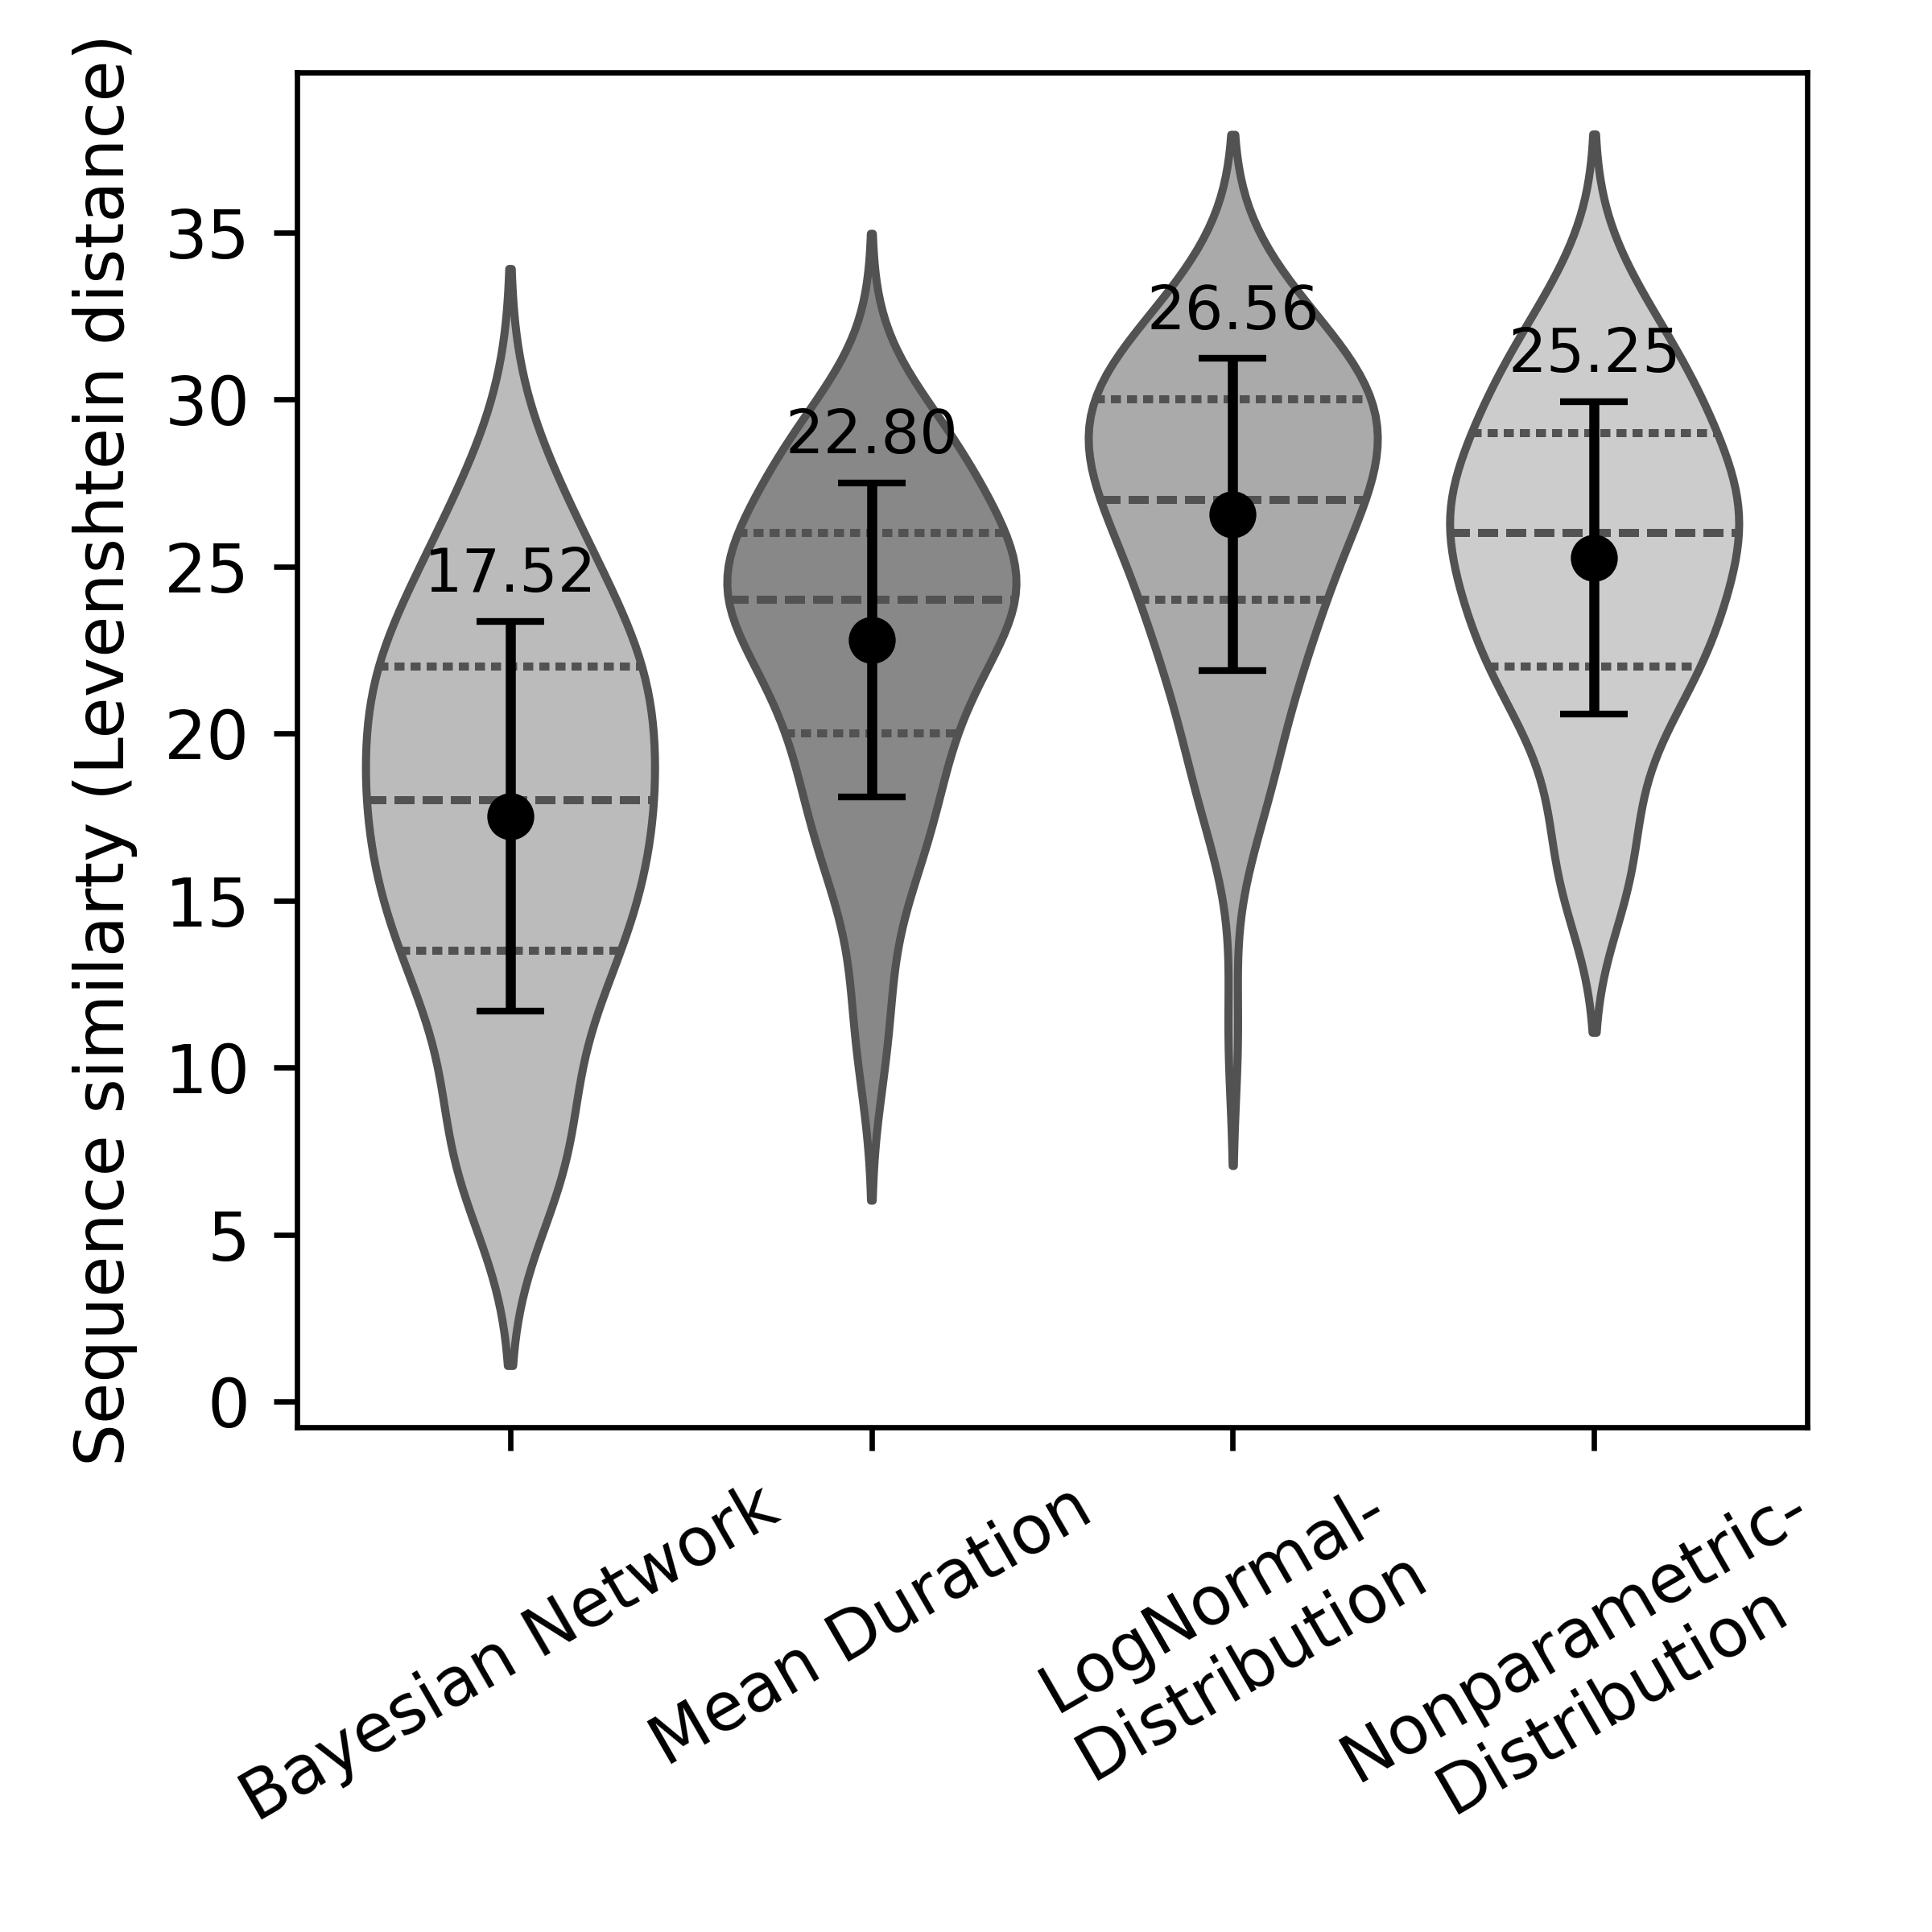 Sequence similarty (Levenshtein distance)
35
30
25
20
15
10
5
0
17.52
22.80
26.56
25.25
Bayesian Network
Mean Duration
LogNormal-
Distribution
Nonparametric-
Distribution